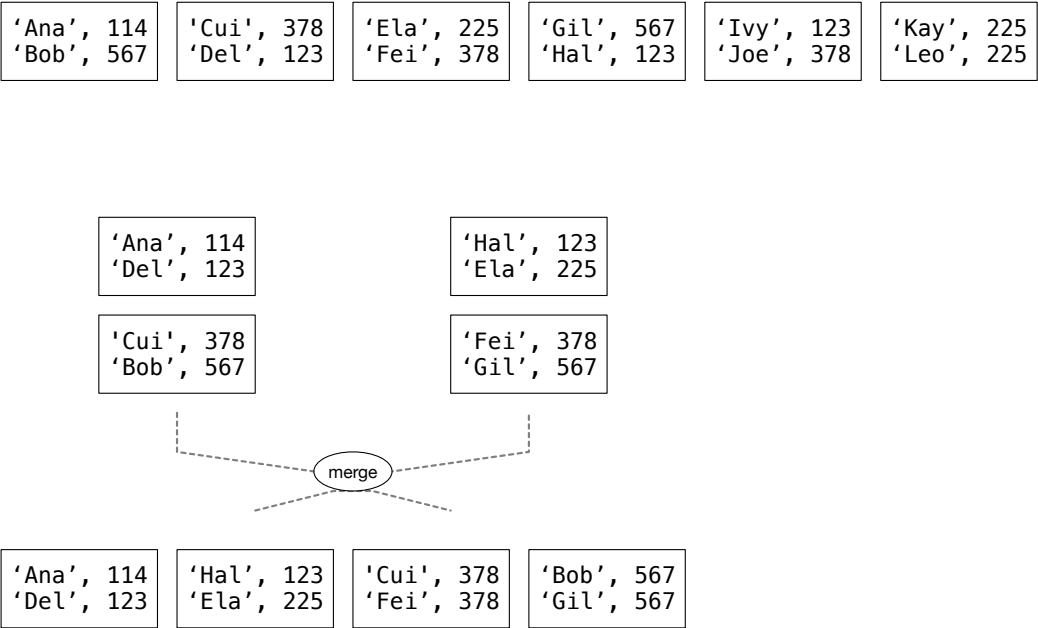 ‘Ana’, 114
‘Bob’, 567
'Cui', 378
‘Del’, 123
‘Ela’, 225
‘Fei’, 378
‘Gil’, 567
‘Hal’, 123
‘Ivy’, 123
‘Joe’, 378
‘Kay’, 225
‘Leo’, 225
‘Ana’, 114
‘Del’, 123
‘Hal’, 123
‘Ela’, 225
'Cui', 378
‘Bob’, 567
‘Fei’, 378
‘Gil’, 567
merge
‘Ana’, 114
‘Del’, 123
‘Hal’, 123
‘Ela’, 225
'Cui', 378
‘Fei’, 378
‘Bob’, 567
‘Gil’, 567